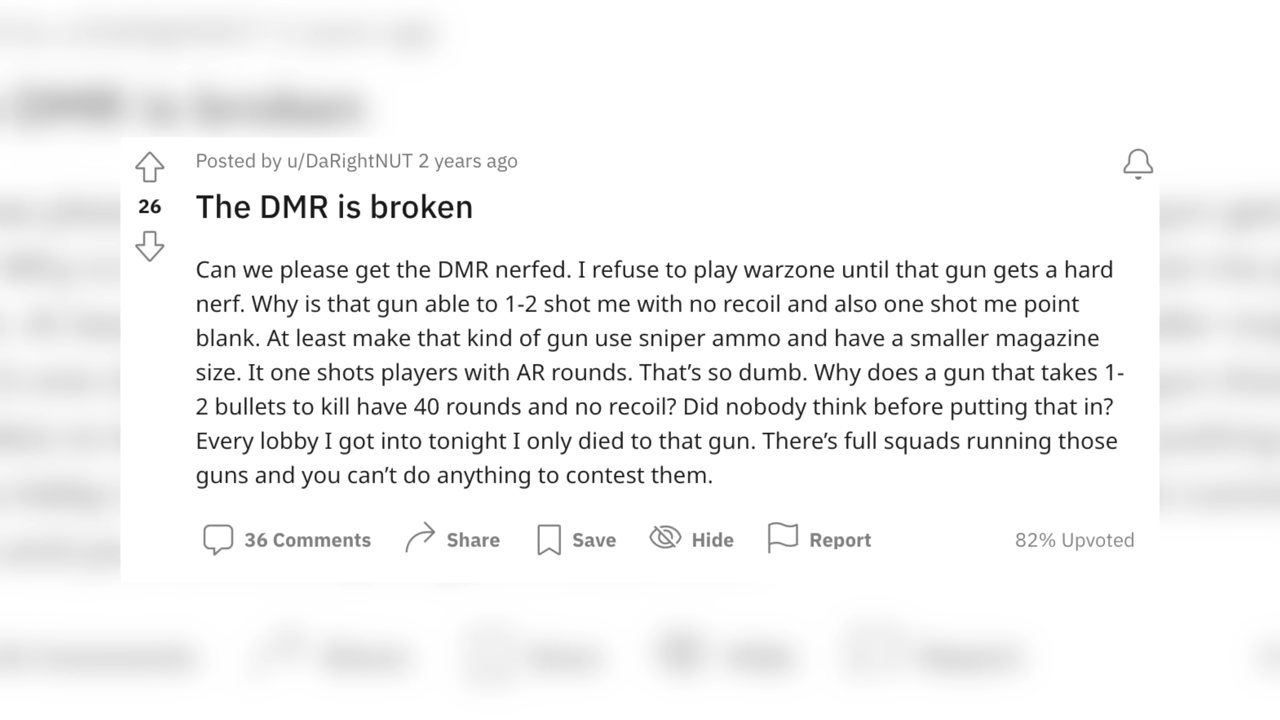 Posted by u/DaRightNUT 2 years ago
26
The DMR is broken
Can we please get the DMR nerfed. I refuse to play warzone until that gun gets a hard
nerf. Why is that gun able to 1-2 shot me with no recoil and also one shot me point
blank. At least make that kind of gun use sniper ammo and have a smaller magazine
size. It one shots players with AR rounds. That’s so dumb. Why does a gun that takes 1-
2 bullets to kill have 40 rounds and no recoil? Did nobody think before putting that in?
Every lobby I got into tonight I only died to that gun. There’s full squads running those
guns and you can’t do anything to contest them.
36 Comments Share Save Hide Report 82% Upvoted